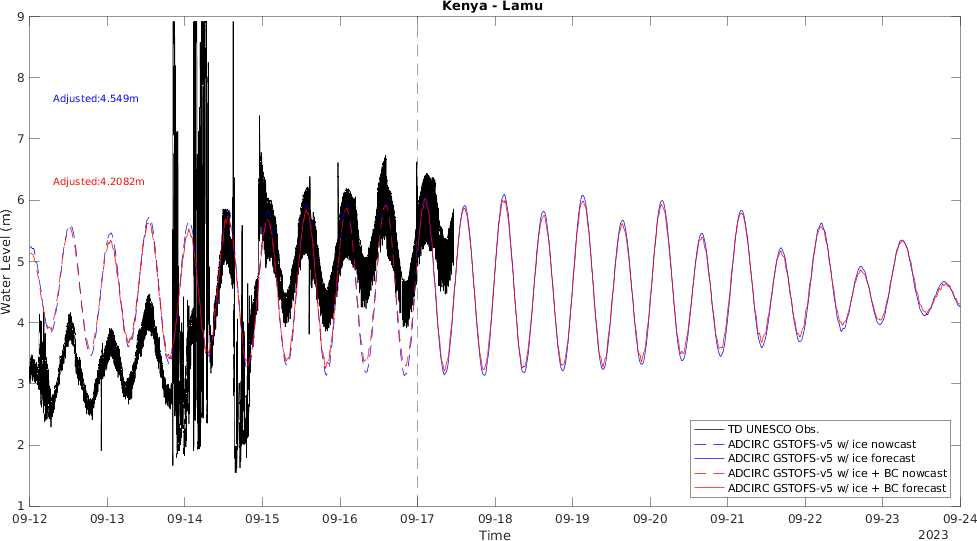 Kenya - Lamu
9
8
7
6
5
4
3
2
1
Water Level (m)
Adjusted:4.549m
Adjusted:4.2082m
TD UNESCO Obs.
ADCIRC GSTOFS-v5 w/ ice nowcast
ADCIRC GSTOFS-v5 w/ ice forecast
ADCIRC GSTOFS-v5 w/ ice + BC nowcast
ADCIRC GSTOFS-v5 w/ ice + BC forecast
09-12 09-13 09-14 09-15 09-16 09-17 09-18 09-19 09-20 09-21 09-22 09-23 09-24
Time
2023